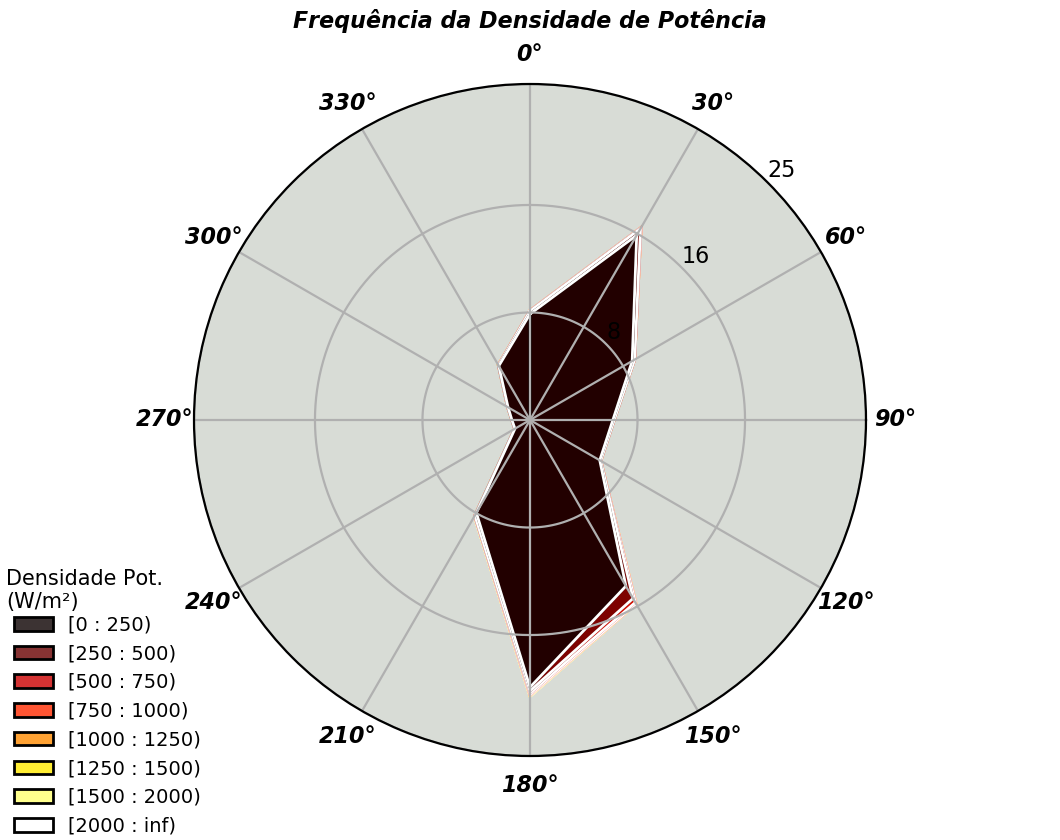 Frequência da Densidade de Potência
0°
330°
30°
25
300°
60°
16
8
270°
90°
Densidade Pot.
(W/m²)
240°
120°
[0 : 250)
[250 : 500)
[500 : 750)
[750 : 1000)
210°
150°
[1000 : 1250)
[1250 : 1500)
180°
[1500 : 2000)
[2000 : inf)